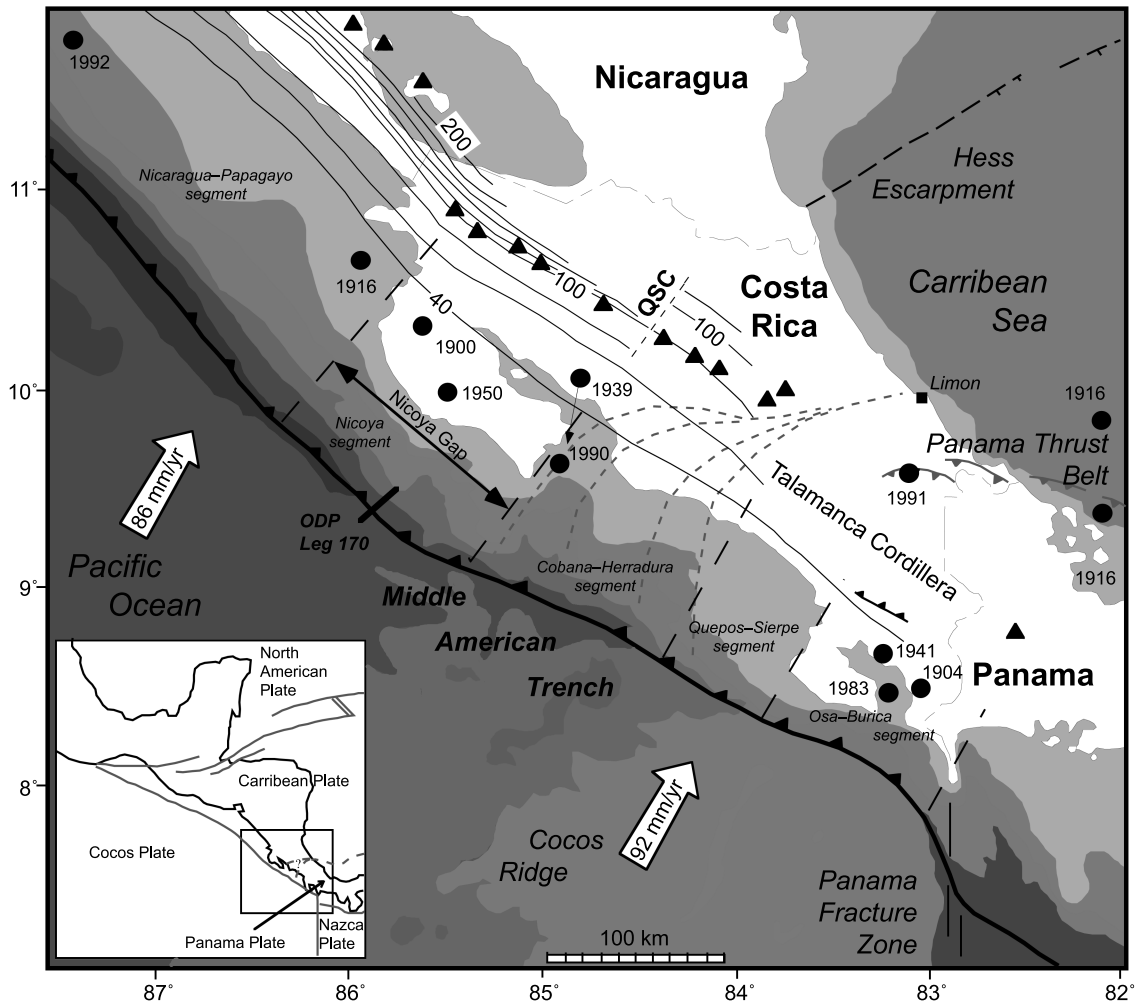 1992
Nicaragua
200
Hess
Escarpment
11°
Nicaragua–Papagayo
segment
1916
40
100
QSC
100
Costa
Rica
Carribean
Sea
1900
1950
1939
Limon
1916
10°
Nicoya Gap
Nicoya
segment
1990
Panama Thrust
Belt
1991
86 mm/yr
ODP
Leg 170
Talamanca Cordillera
Pacific
Ocean
Cobana–Herradura
segment
1916
9°
Middle
American
Trench
Quepos–Sierpe
segment
1941
1904
1983
Panama
Osa–Burica
segment
North
American
Plate
Carribean Plate
Cocos Plate
?
Panama Plate
Nazca
Plate
8°
92 mm/yr
Cocos
Ridge
Panama
Fracture
Zone
100 km
87°
86°
85°
84°
83°
82°